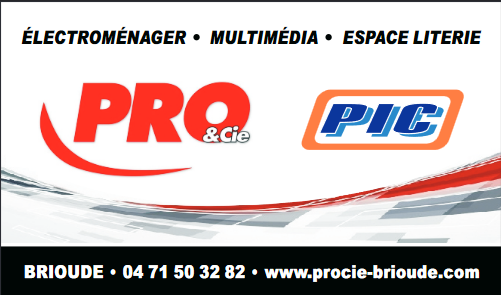 ÉLECTROMÉNAGER • MULTIMÉDIA • ESPACE LITERIE
PRO
&Cie
PIC
BRIOUDE • 04 71 50 32 82 • www.procie-brioude.com